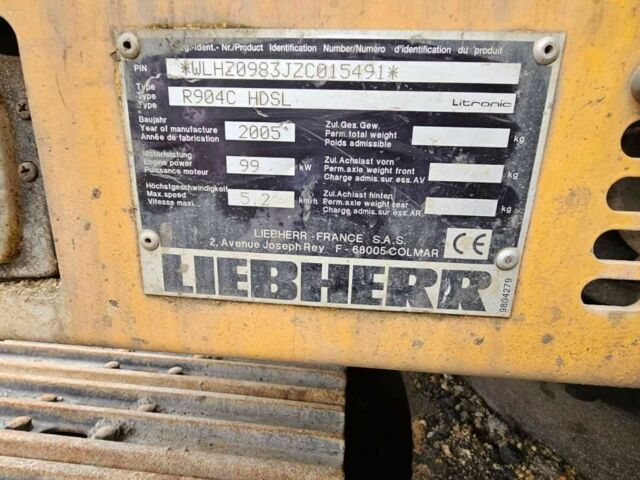 -Ident.- Nr./Product Identification Number/Numéro d'identification du produit
PIN *WLHZ0983JZC015491*
Type
Type R904C HDSL Litronic
Type
Baujahr
Year of manufacture 2005
Année de fabrication
Motorleistung
Engine power 99 kW
Puissance moteur
Höchstgeschwindigkeit
Max. speed 5,2 km/h
Vitesse maxi.
Zul. Ges. Gew.
Perm. total weight kg
Poids admissible
Zul. Achslast vorn
Perm. axle weight front kg
Charge admis. sur ess. AV
Zul. Achslast hinten
Perm. axle weight rear kg
Charge admis. sur ess. AR
LIEBHERR - FRANCE S.A.S.
2, Avenue Joseph Rey F - 68005 COLMAR
CE
LIEBHERR
9804279